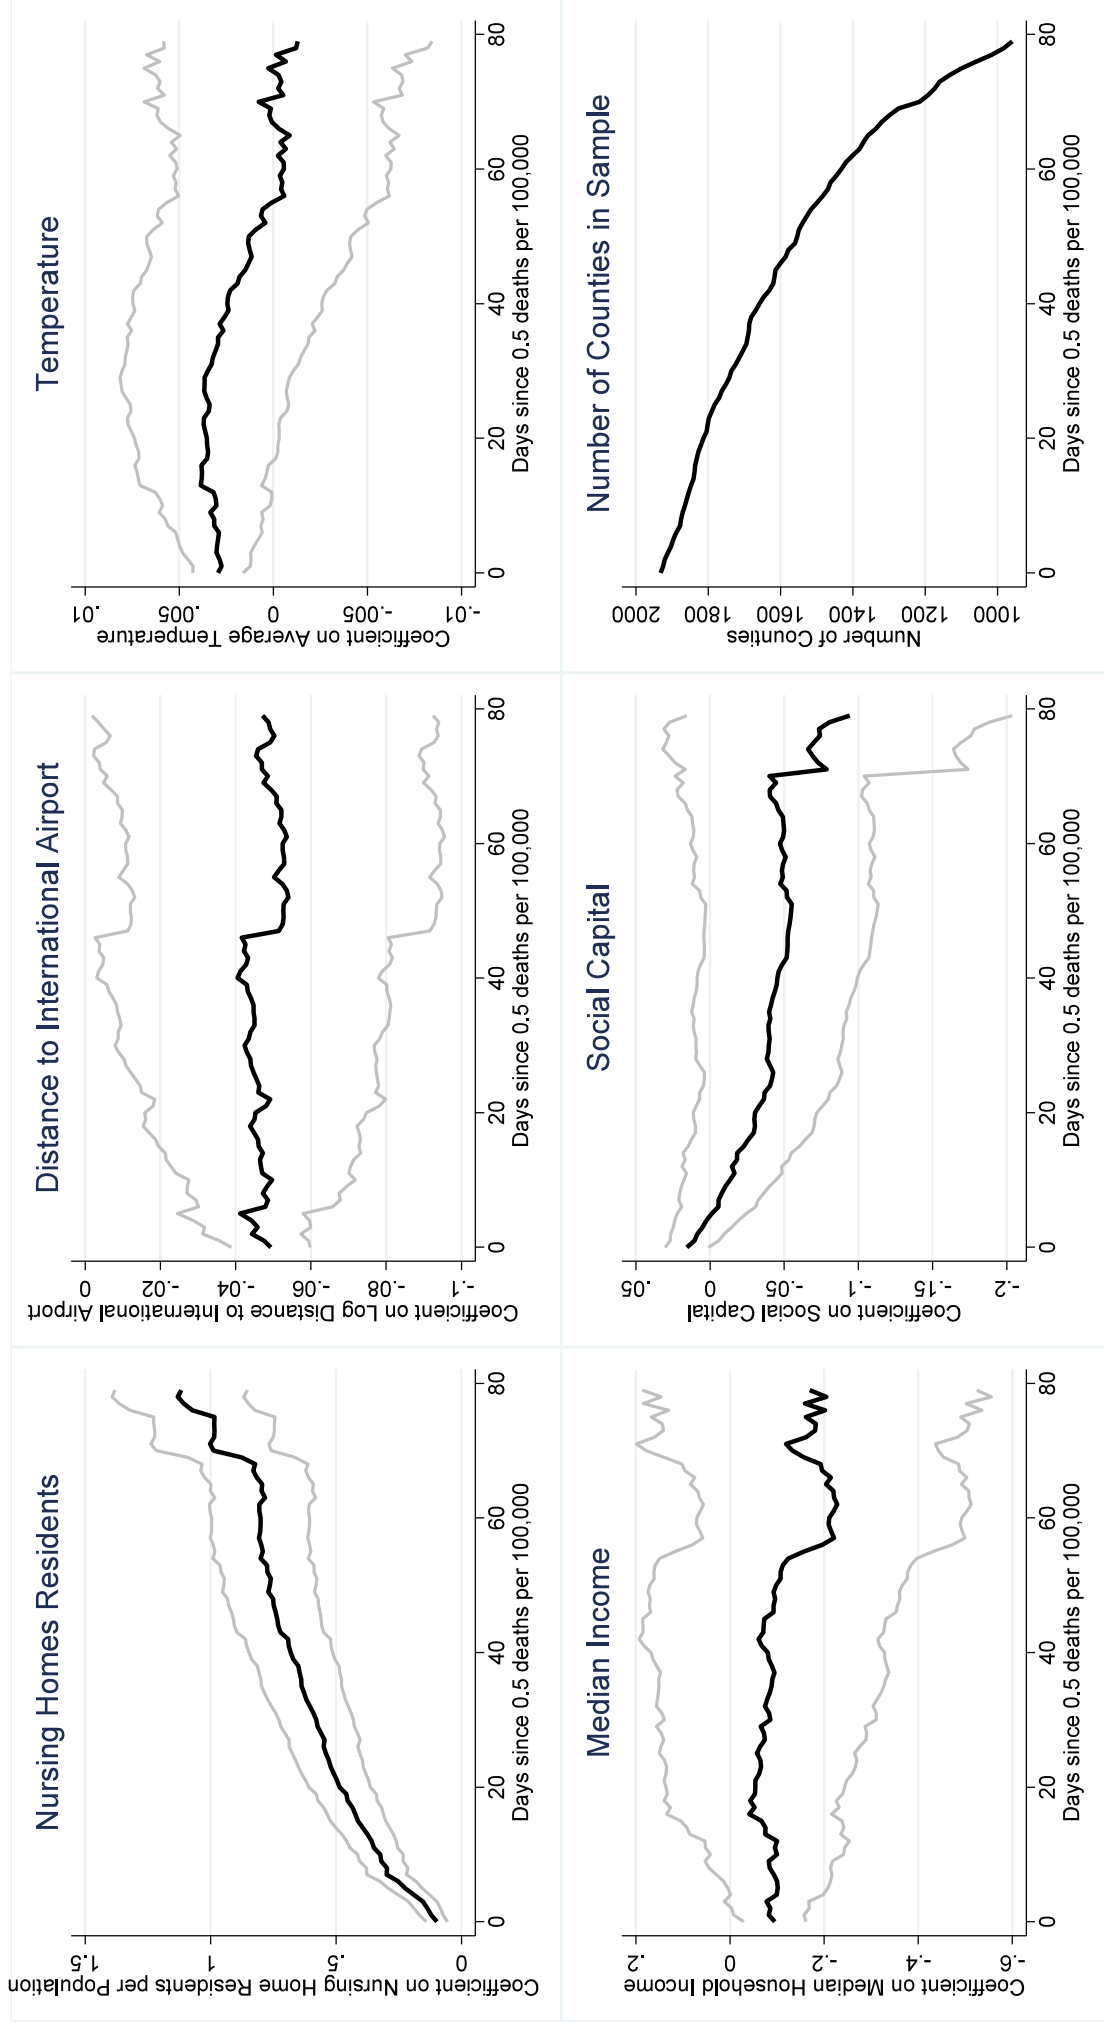 Nursing Homes Residents
Coefficient on Nursing Home Residents per Population
1.5
1
.5
0
0 20 40 60 80
Days since 0.5 deaths per 100,000
Distance to International Airport
Coefficient on Log Distance to International Airport
0
-.02
-.04
-.06
-.08
-.1
0 20 40 60 80
Days since 0.5 deaths per 100,000
Temperature
Coefficient on Average Temperature
.01
.005
0
-.005
-.01
0 20 40 60 80
Days since 0.5 deaths per 100,000
Median Income
Coefficient on Median Household Income
.2
0
-.2
-.4
-.6
0 20 40 60 80
Days since 0.5 deaths per 100,000
Social Capital
Coefficient on Social Capital
.05
0
-.05
-.1
-.15
-.2
0 20 40 60 80
Days since 0.5 deaths per 100,000
Number of Counties in Sample
Number of Counties
2000
1800
1600
1400
1200
1000
0 20 40 60 80
Days since 0.5 deaths per 100,000